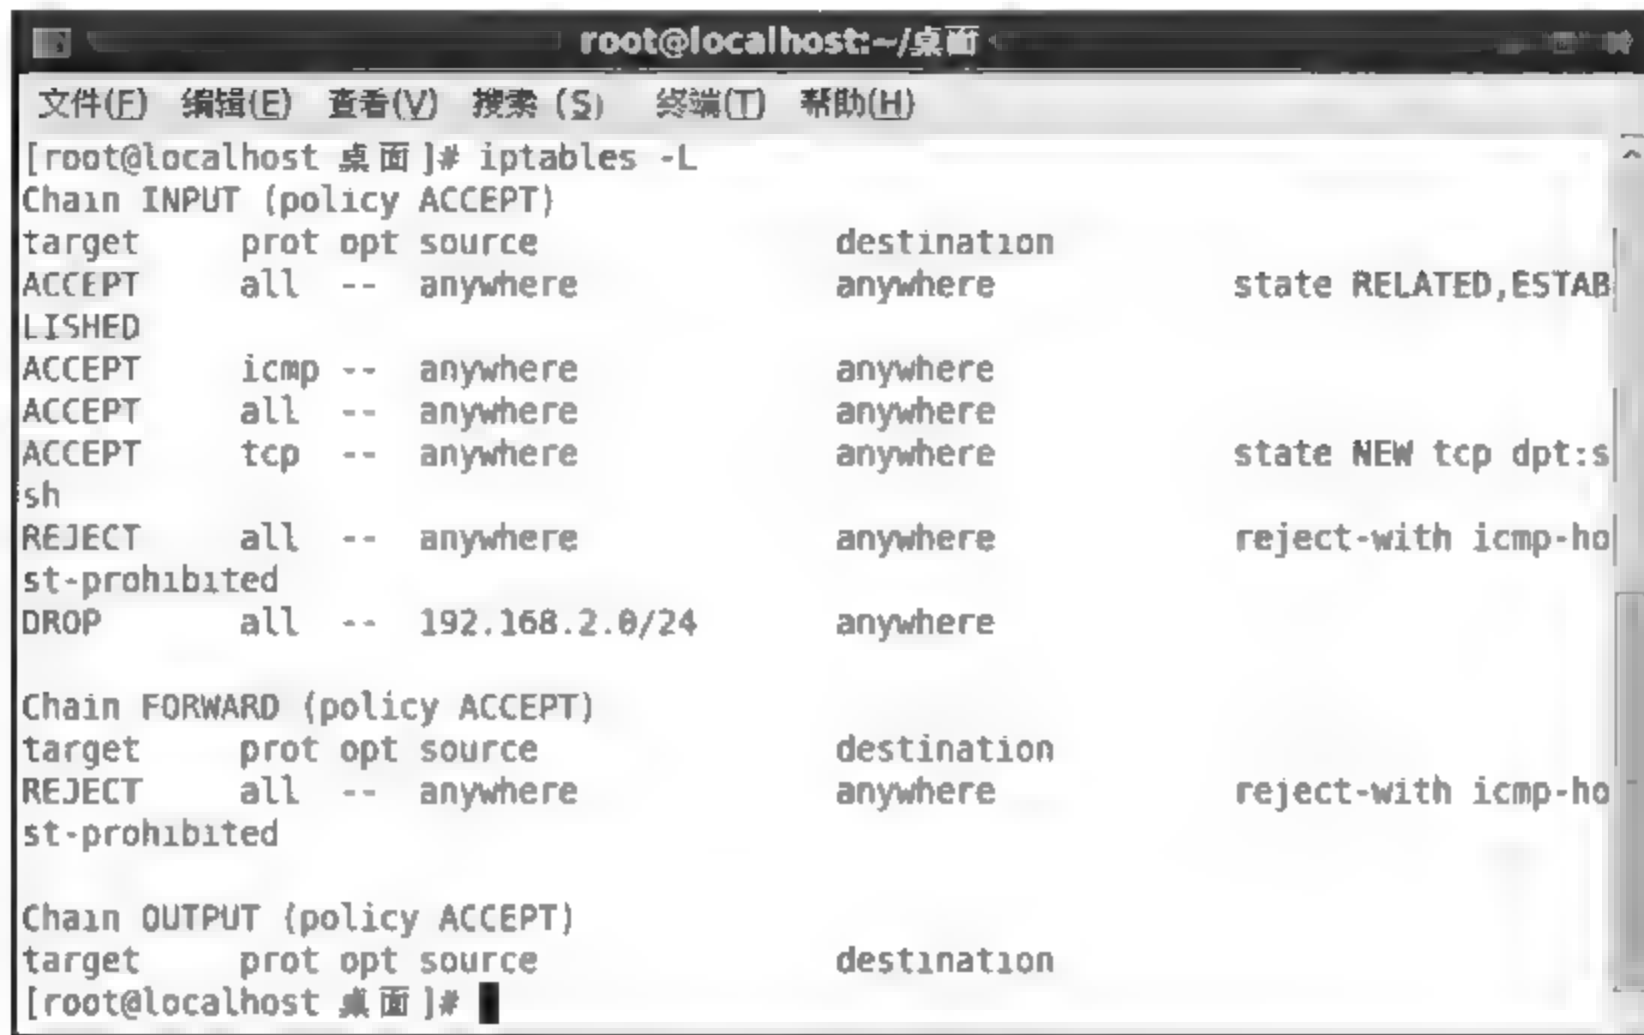 root@localhost:~/桌面
文件(F) 编辑(E) 查看(V) 搜索 (S) 终端(T) 帮助(H)
[root@localhost 桌面]# iptables -L
Chain INPUT (policy ACCEPT)
target     prot opt source               destination
ACCEPT     all  --  anywhere             anywhere            state RELATED,ESTAB
LISHED
ACCEPT     icmp --  anywhere             anywhere
ACCEPT     all  --  anywhere             anywhere
ACCEPT     tcp  --  anywhere             anywhere            state NEW tcp dpt:s
sh
REJECT     all  --  anywhere             anywhere            reject-with icmp-ho
st-prohibited
DROP       all  --  192.168.2.0/24       anywhere
Chain FORWARD (policy ACCEPT)
target     prot opt source               destination
REJECT     all  --  anywhere             anywhere            reject-with icmp-ho
st-prohibited
Chain OUTPUT (policy ACCEPT)
target     prot opt source               destination
[root@localhost 桌面]#